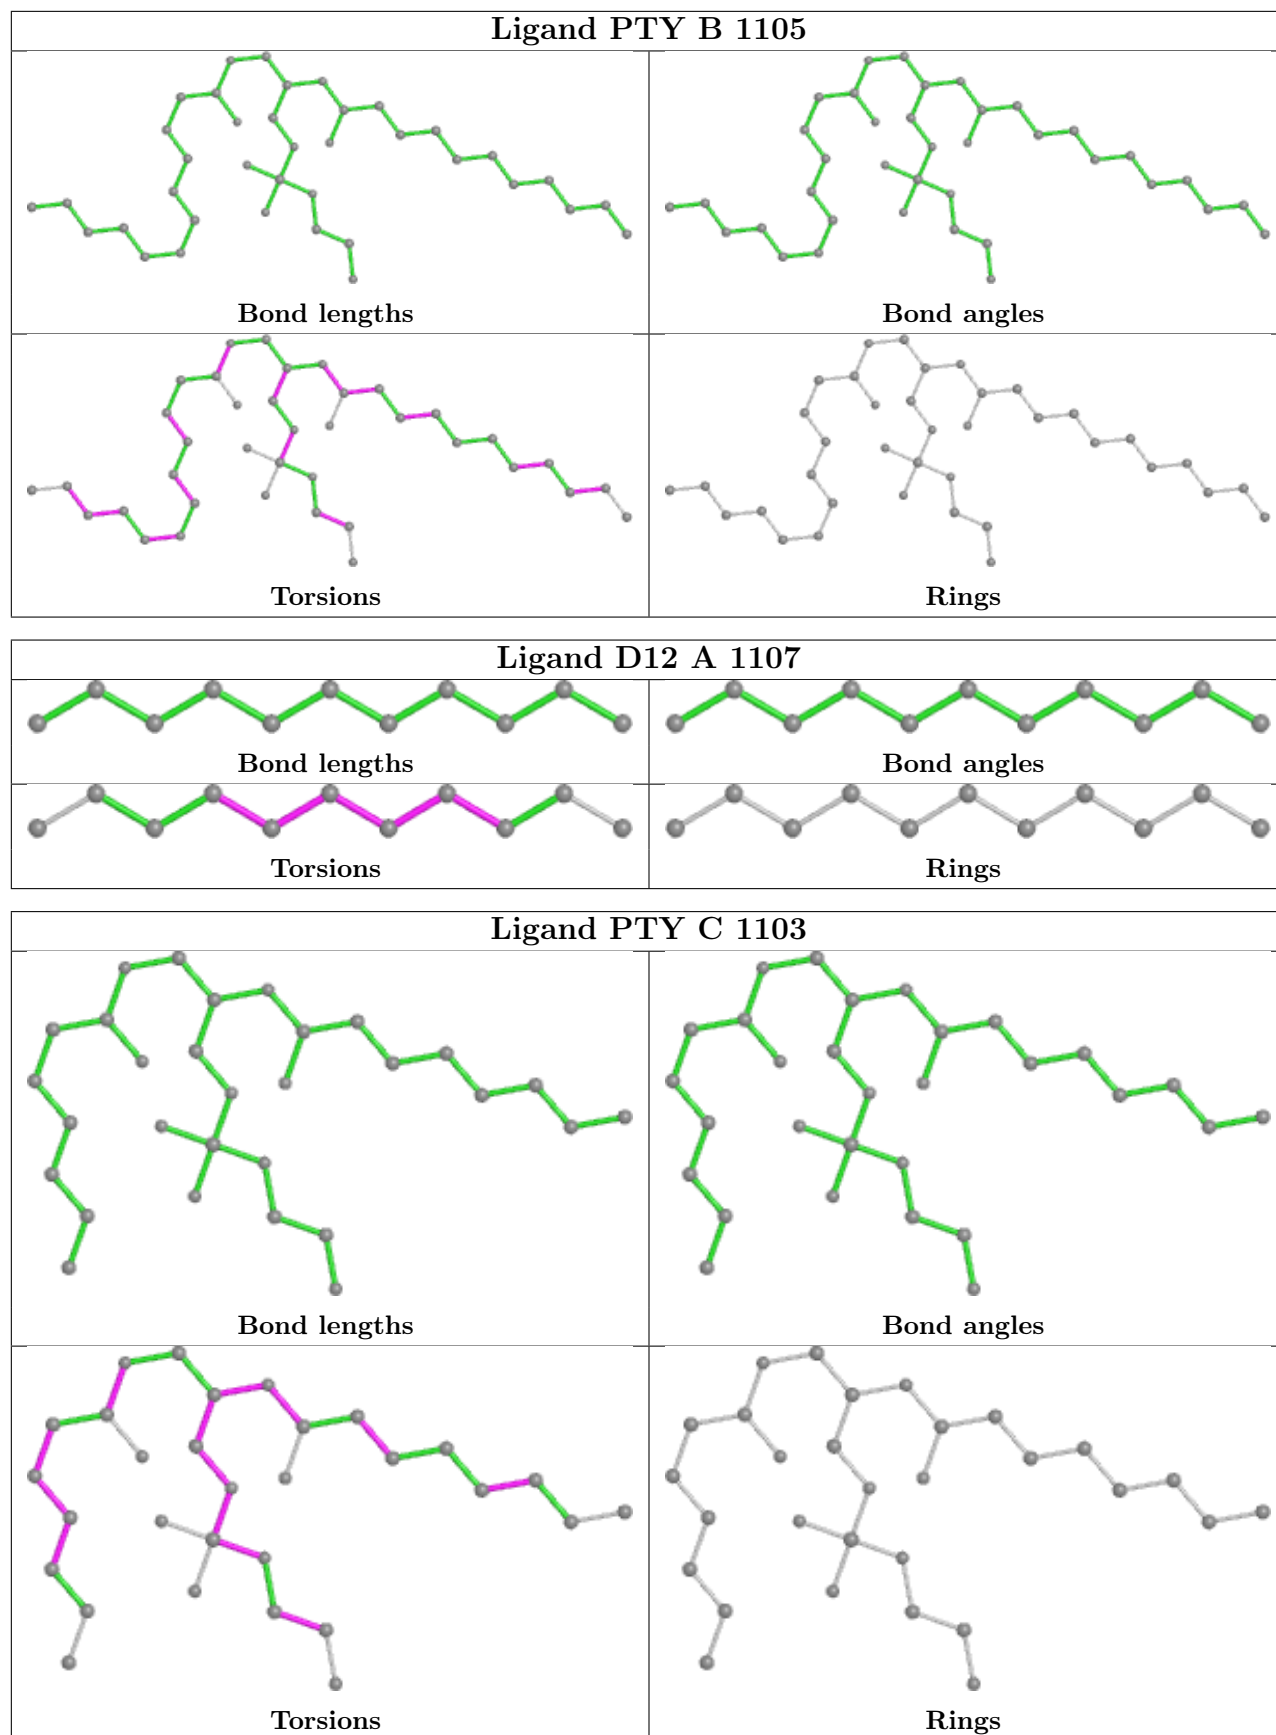 Ligand PTY B 1105
Bond lengths
Bond angles
Torsions
Rings
Ligand D12 A 1107
Bond lengths
Bond angles
Torsions
Rings
Ligand PTY C 1103
Bond lengths
Bond angles
Torsions
Rings